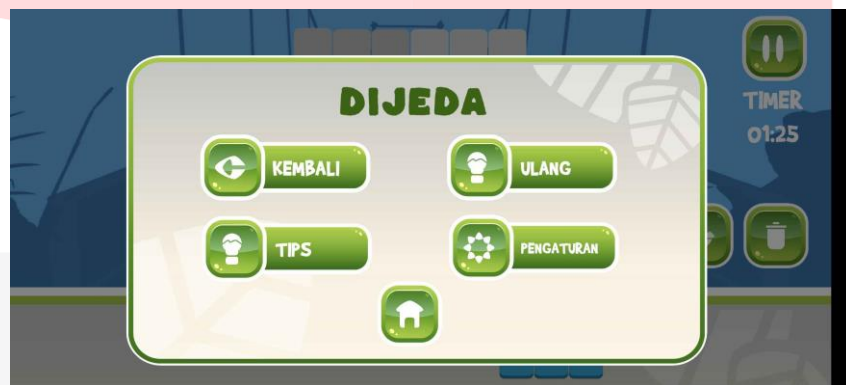 DIJEDA
TIMER
01:25
KEMBALI
ULANG
TIPS
PENGATURAN